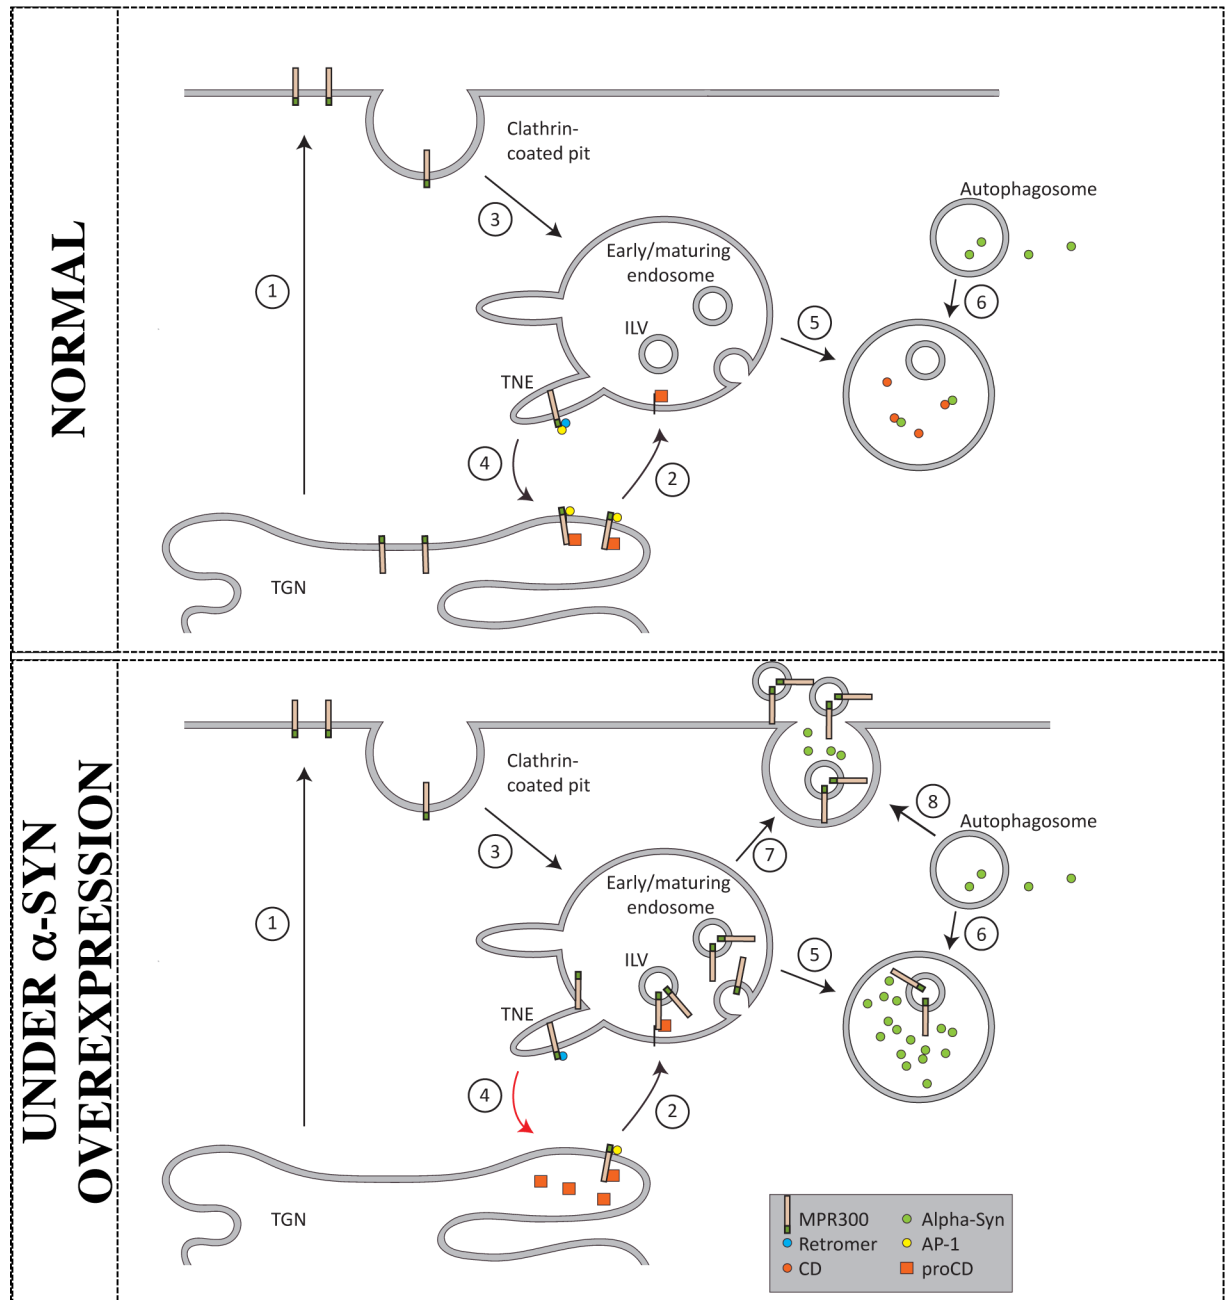 NORMAL
Clathrin-
coated pit
Autophagosome
3
Early/maturing
endosome
1
6
5
ILV
TNE
4
2
TGN
UNDER α-SYN
OVEREXPRESSION
Clathrin-
coated pit
8
Autophagosome
3
7
Early/maturing
endosome
1
6
5
ILV
TNE
4
2
TGN
MPR300
Alpha-Syn
Retromer
AP-1
CD
proCD